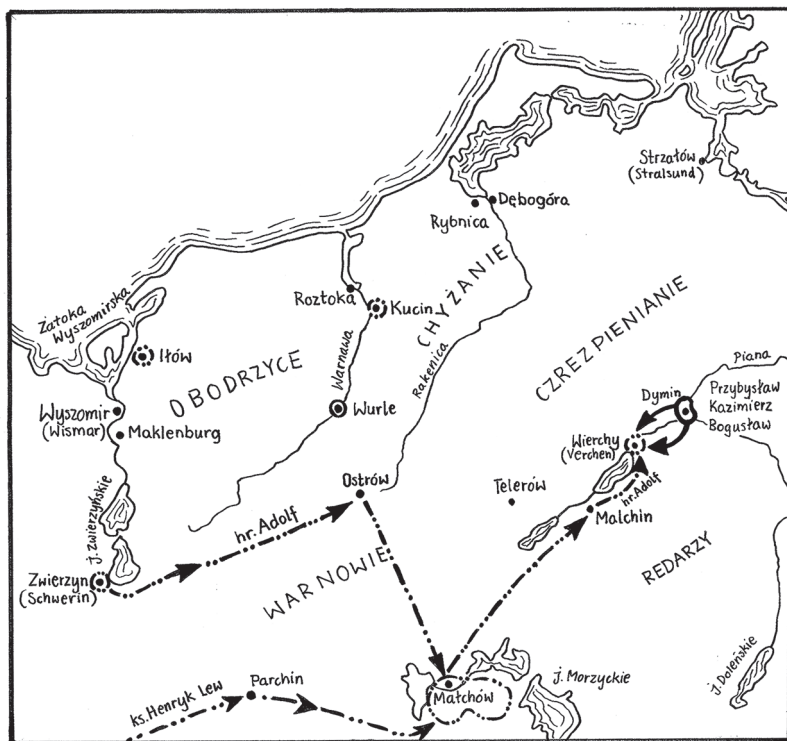 Strzałów
(Stralsund)
Dębogóra
Rybnica
Roztoka
Kucin
CHYŻANIE
Zatoka
Wyszomirska
Iłów
OBODRZYCE
Warnawa
Rakenica
CZREZPIENIANIE
Piana
Dymin
Przybysław
Kazimierz
Bogusław
Wyszomir
(Wismar)
Maklenburg
Wurle
Wierchy
(Verchen)
Ostrów
Telerów
hr. Adolf
Malchin
J. Zwierzyńskie
hr. Adolf
REDARZY
Zwierzyn
(Schwerin)
WARNOWIE
J. Doleńskie
Parchin
ks. Henryk Lew
Małchów
J. Morzyckie